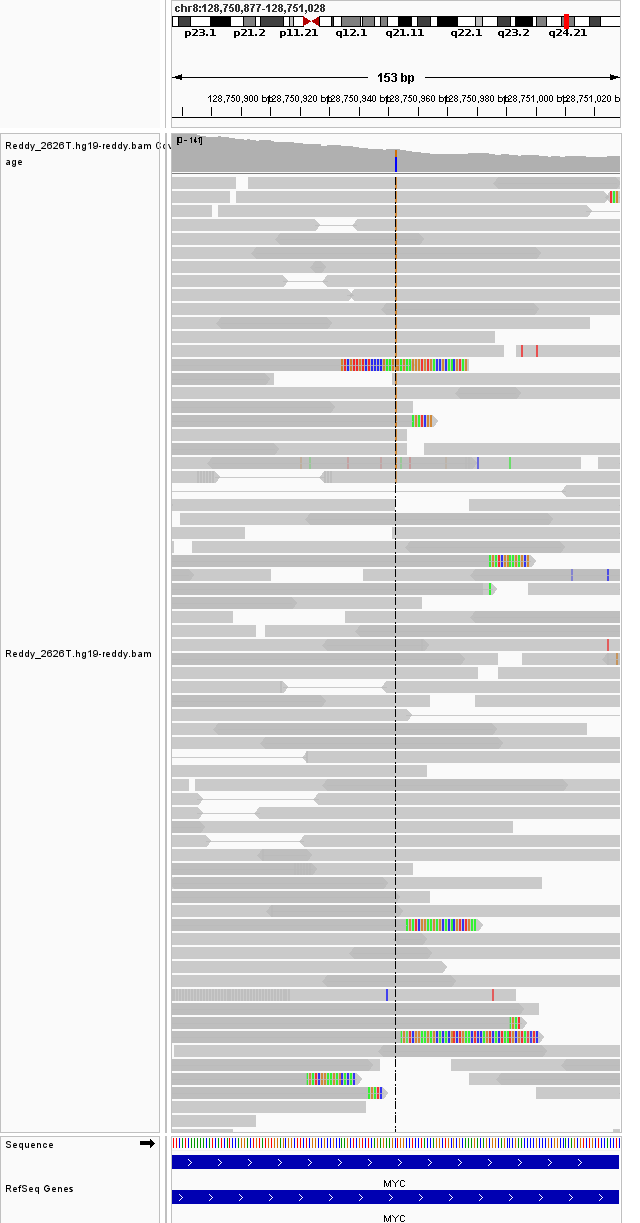 chr8:128,750,877-128,751,028
p23.1 p21.2 p11.21 q12.1 q21.11 q22.1 q23.2 q24.21
153 bp
128,750,900 bp 128,750,920 bp 128,750,940 bp 128,750,960 bp 128,750,980 bp 128,751,000 bp 128,751,020 bp
Reddy_2626T.hg19-reddy.bam Cov
age
[0 - 141]
Reddy_2626T.hg19-reddy.bam
Sequence
MYC
RefSeq Genes
MYC